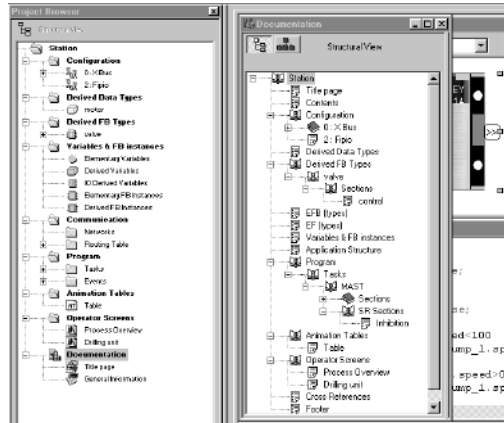 Project Browser
Structural view
Station
Configuration
0: X Bus
2: Fipio
Derived Data Types
motor
Derived FB Types
valve
Variables & FB instances
Elementary Variables
Derived Variables
IO Derived Variables
Elementary FB Instances
Derived FB Instances
Communication
Networks
Routing Table
Program
Tasks
Events
Animation Tables
Table
Operator Screens
Process Overview
Drilling unit
Documentation
Title page
General Information
Documentation
Structural View
Station
Title page
Contents
Configuration
0 : X Bus
2 : Fipio
Derived Data Types
Derived FB Types
valve
Sections
control
EFB (types)
EF (types)
Variables & FB instances
Application Structure
Program
Tasks
MAST
Sections
SR Sections
Inhibition
Animation Tables
Table
Operator Screens
Process Overview
Drilling unit
Cross References
Footer
>>
e;
se;
ed<100
ump_1.sp
.speed>0
ump_1.sp